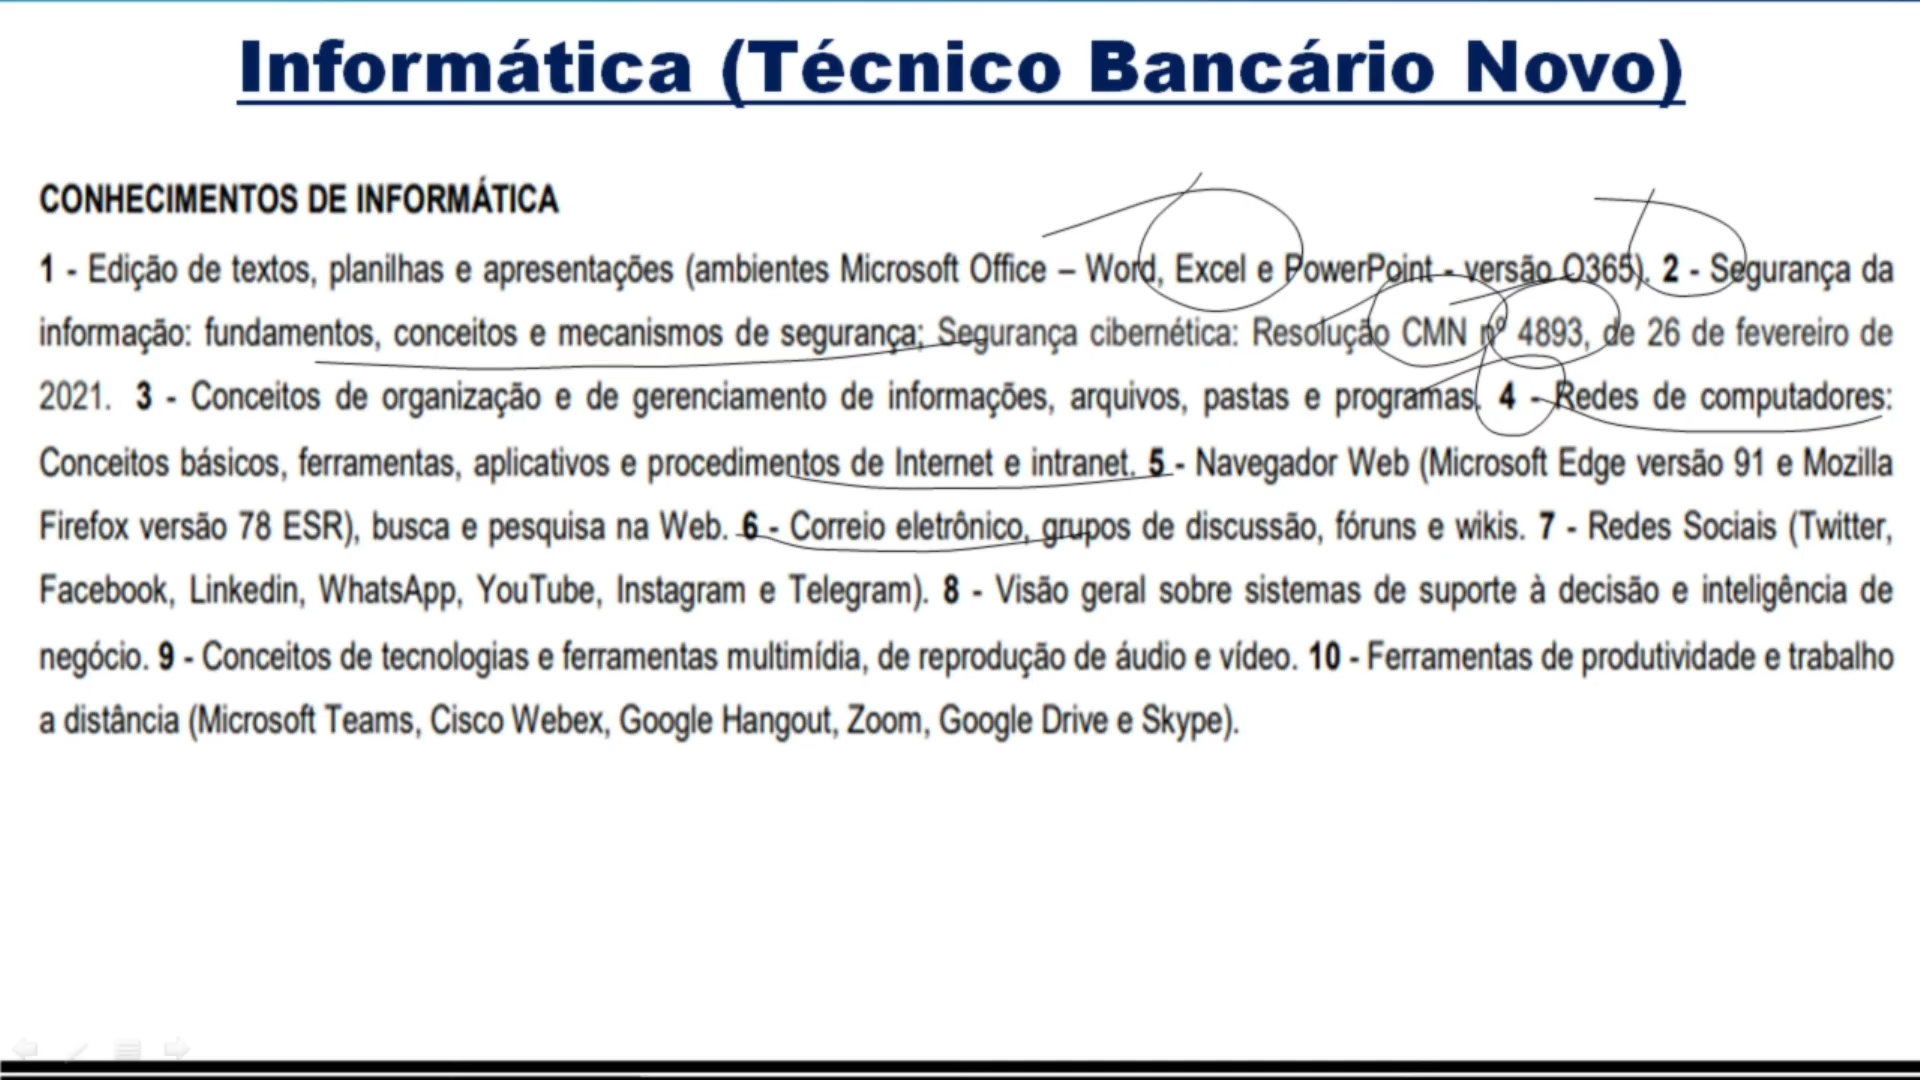 Informática (Técnico Bancário Novo)
CONHECIMENTOS DE INFORMÁTICA
1 - Edição de textos, planilhas e apresentações (ambientes Microsoft Office – Word, Excel e PowerPoint - versão O365). 2 - Segurança da
informação: fundamentos, conceitos e mecanismos de segurança; Segurança cibernética: Resolução CMN nº 4893, de 26 de fevereiro de
2021. 3 - Conceitos de organização e de gerenciamento de informações, arquivos, pastas e programas. 4 - Redes de computadores:
Conceitos básicos, ferramentas, aplicativos e procedimentos de Internet e intranet. 5 - Navegador Web (Microsoft Edge versão 91 e Mozilla
Firefox versão 78 ESR), busca e pesquisa na Web. 6 - Correio eletrônico, grupos de discussão, fóruns e wikis. 7 - Redes Sociais (Twitter,
Facebook, Linkedin, WhatsApp, YouTube, Instagram e Telegram). 8 - Visão geral sobre sistemas de suporte à decisão e inteligência de
negócio. 9 - Conceitos de tecnologias e ferramentas multimídia, de reprodução de áudio e vídeo. 10 - Ferramentas de produtividade e trabalho
a distância (Microsoft Teams, Cisco Webex, Google Hangout, Zoom, Google Drive e Skype).